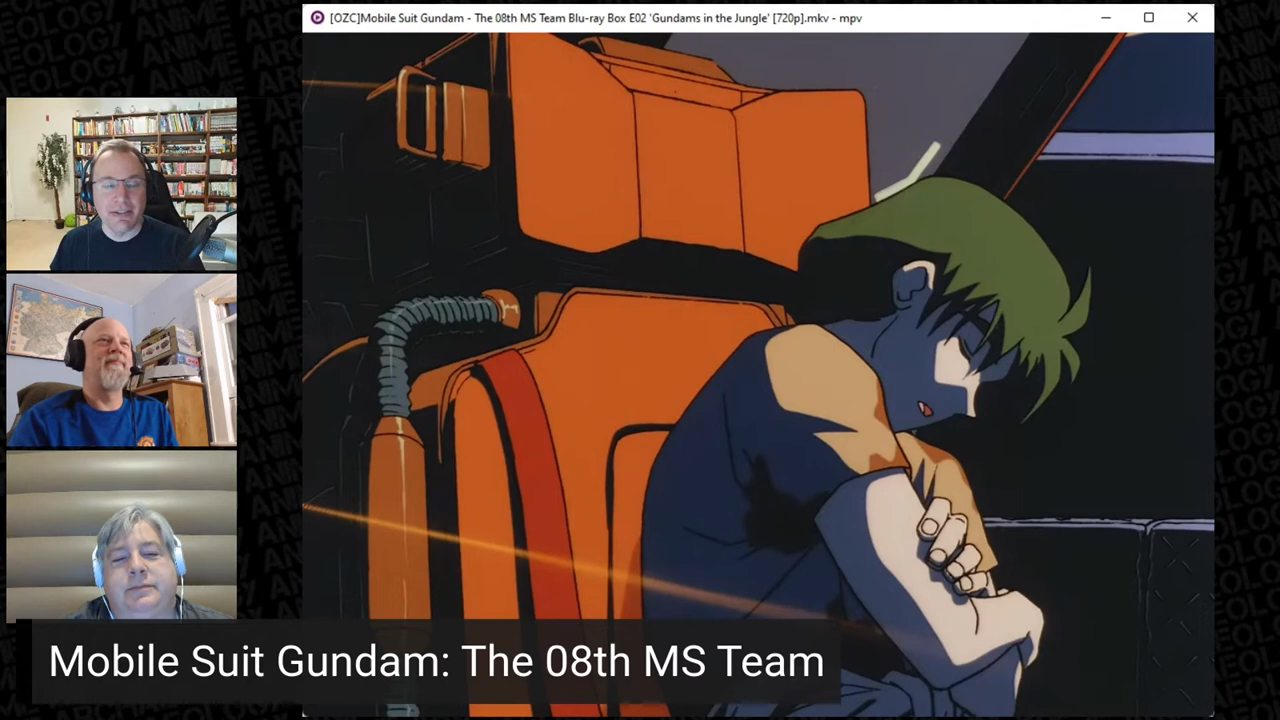 [OZC]Mobile Suit Gundam - The 08th MS Team Blu-ray Box E02 'Gundams in the Jungle' [720p].mkv - mpv
Mobile Suit Gundam: The 08th MS Team